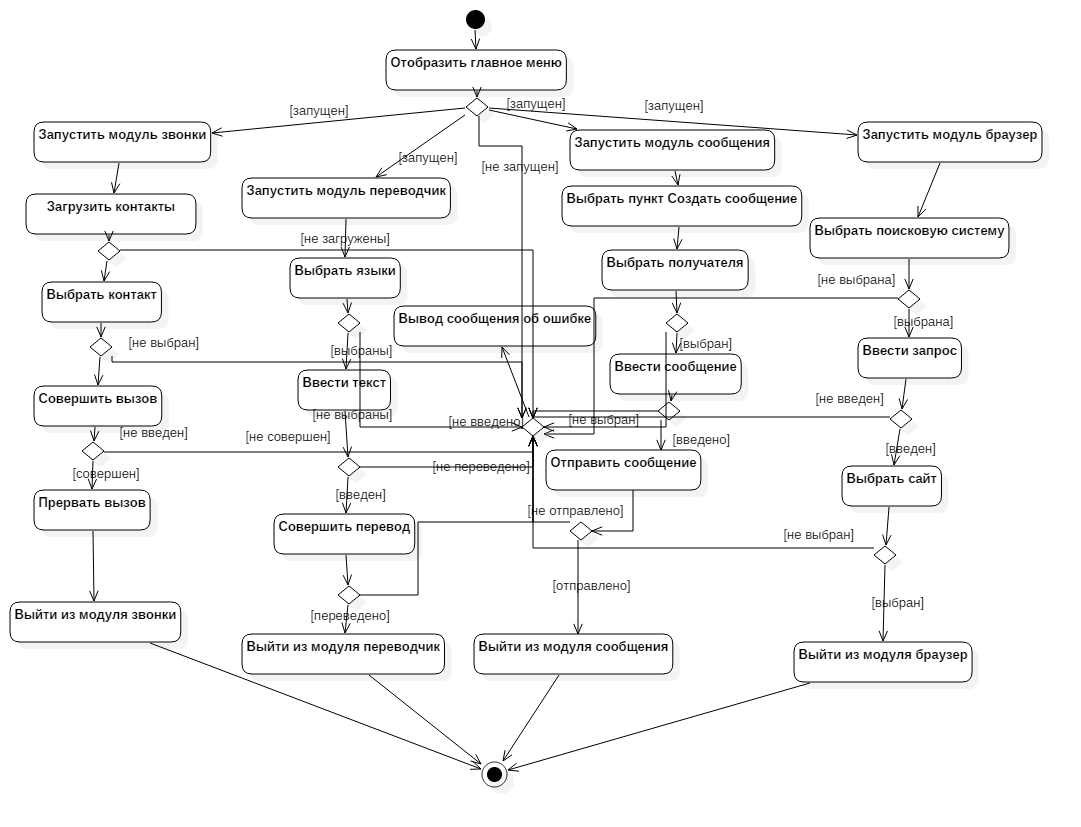 Отобразить главное меню
[запущен]
[запущен]
[запущен]
Запустить модуль звонки
Запустить модуль сообщения
Запустить модуль браузер
[запущен]
[не запущен]
Запустить модуль переводчик
Выбрать пункт Создать сообщение
Загрузить контакты
Выбрать поисковую систему
[не загружены]
Выбрать языки
Выбрать получателя
[не выбрана]
Выбрать контакт
Вывод сообщения об ошибке
[выбрана]
[не выбран]
[выбраны]
[выбран]
Ввести запрос
Ввести текст
Ввести сообщение
Совершить вызов
[не введен]
[не выбраны]
[не введено]
[не выбран]
[не введен]
[не совершен]
[введено]
[введен]
[совершен]
[не переведено]
Отправить сообщение
Выбрать сайт
Прервать вызов
[введен]
[не отправлено]
Совершить перевод
[не выбран]
[отправлено]
[выбран]
Выйти из модуля звонки
[переведено]
Выйти из модуля переводчик
Выйти из модуля сообщения
Выйти из модуля браузер